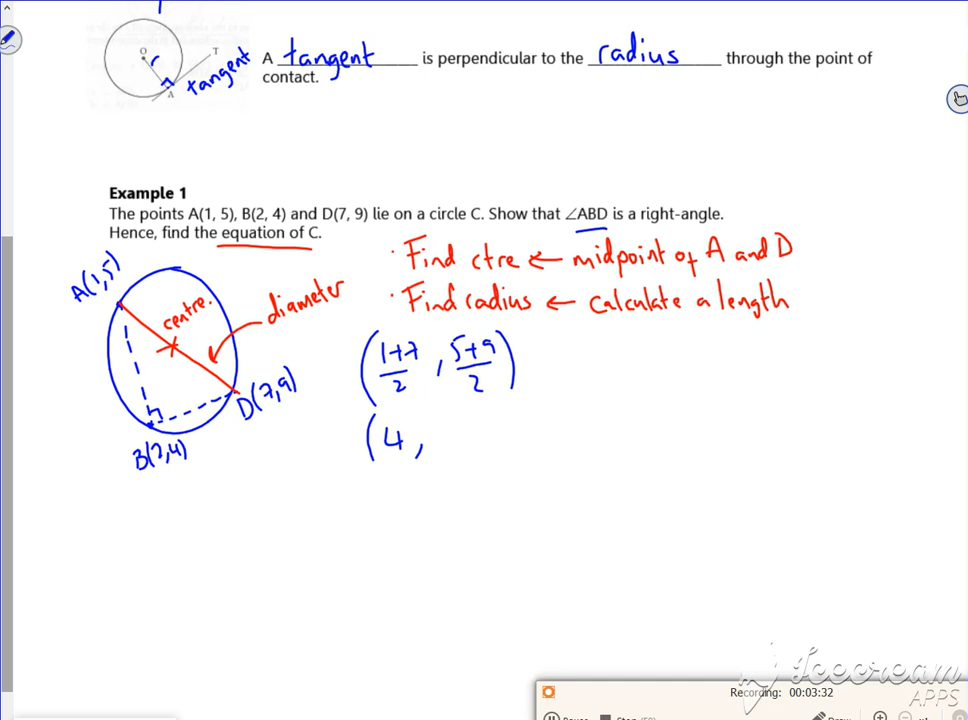 O r T tangent A
A tangent is perpendicular to the radius through the point of
contact.
Example 1
The points A(1, 5), B(2, 4) and D(7, 9) lie on a circle C. Show that ∠ABD is a right-angle.
Hence, find the equation of C.
· Find ctre ← midpoint of A and D
· Find radius ← calculate a length
A(1,5)
centre.
diameter
D(7,9)
B(2,4)
(1+7/2, 5+9/2)
(4,
Icecream
APPS
Recording: 00:03:32